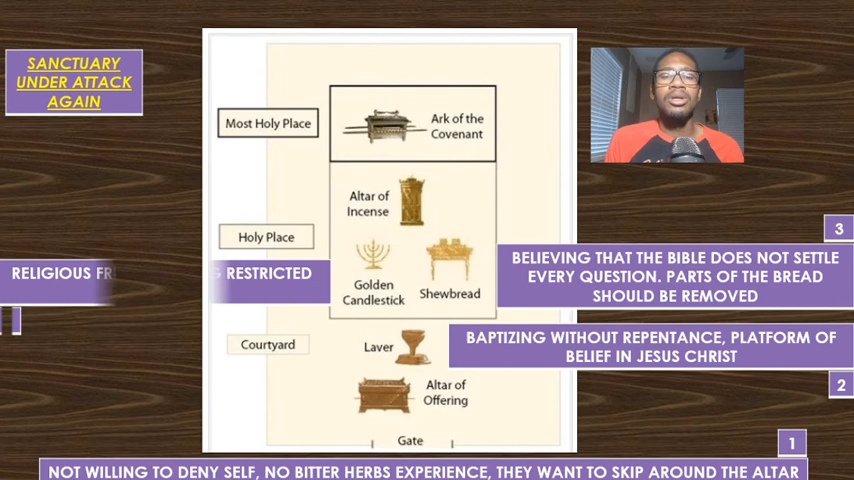 SANCTUARY
UNDER ATTACK
AGAIN
Most Holy Place
Ark of the
Covenant
Altar of
Incense
Holy Place
3
RELIGIOUS
RESTRICTED
BELIEVING THAT THE BIBLE DOES NOT SETTLE
EVERY QUESTION. PARTS OF THE BREAD
SHOULD BE REMOVED
Golden
Candlestick
Shewbread
Courtyard
Laver
BAPTIZING WITHOUT REPENTANCE, PLATFORM OF
BELIEF IN JESUS CHRIST
2
Altar of
Offering
Gate
1
NOT WILLING TO DENY SELF, NO BITTER HERBS EXPERIENCE, THEY WANT TO SKIP AROUND THE ALTAR